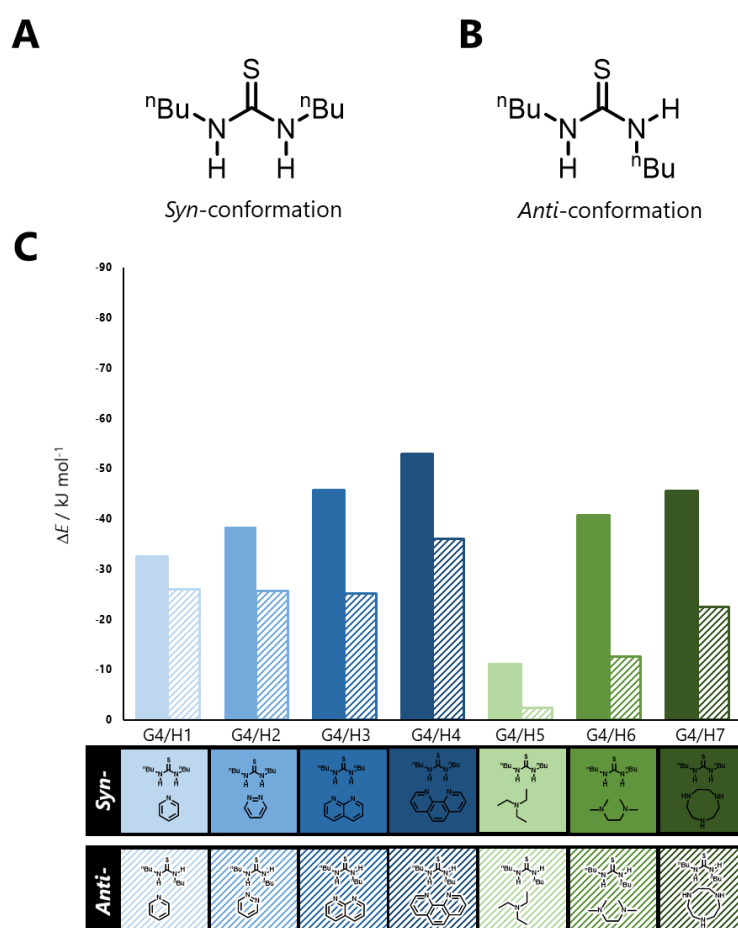 A
B
S
S
ⁿBu
ⁿBu
ⁿBu
H
N
N
N
N
H
H
H
ⁿBu
Syn-conformation
Anti-conformation
C
-90
-80
-70
-60
-50
-40
-30
-20
-10
0
ΔE / kJ mol⁻¹
G4/H1
G4/H2
G4/H3
G4/H4
G4/H5
G4/H6
G4/H7
Syn-
Anti-